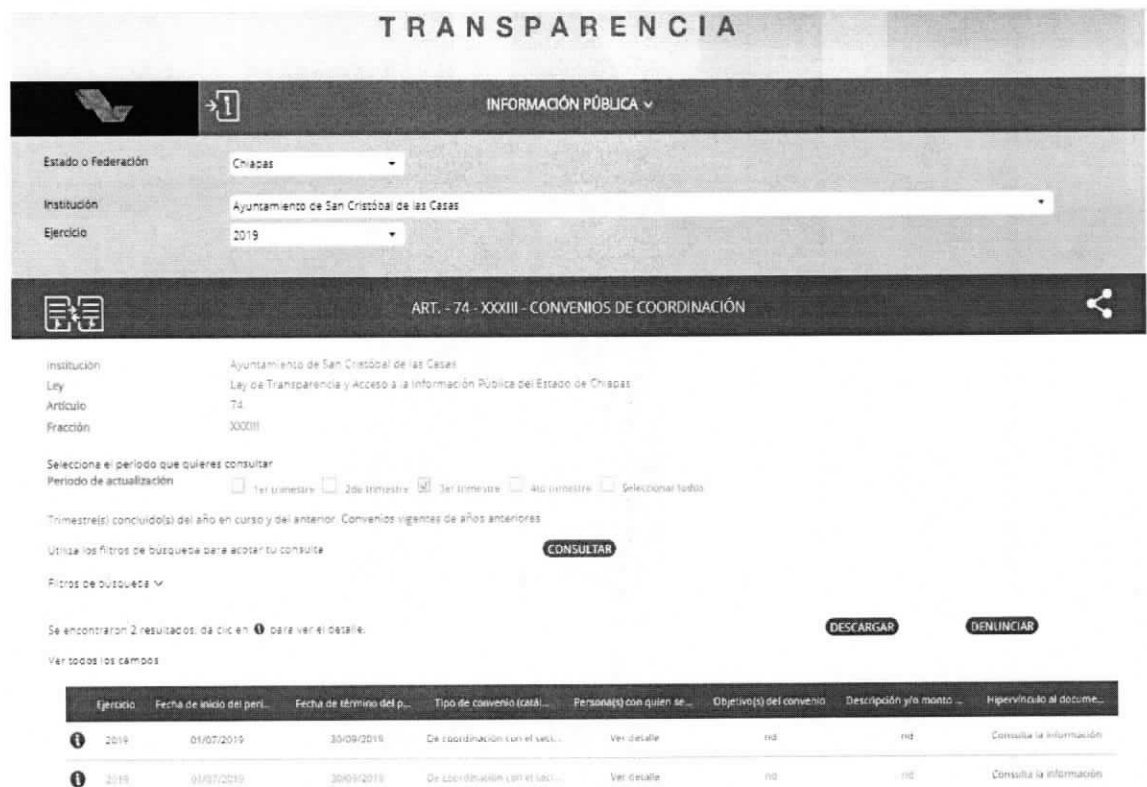 TRANSPARENCIA
INFORMACIÓN PÚBLICA
Estado o Federación Chiapas
Institución Ayuntamiento de San Cristóbal de las Casas
Ejercicio 2019
ART. - 74 - XXXIII - CONVENIOS DE COORDINACIÓN
Institución Ayuntamiento de San Cristóbal de las Casas
Ley Ley de Transparencia y Acceso a la Información Pública del Estado de Chiapas
Artículo 74
Fracción XXXIII
Selecciona el periodo que quieres consultar
Periodo de actualización 1er trimestre 2do trimestre 3er trimestre 4to trimestre Seleccionar todos
Trimestre(s) concluido(s) del año en curso y del anterior. Convenios vigentes de años anteriores
Utiliza los filtros de búsqueda para acotar tu consulta CONSULTAR
Filtros de búsqueda
Se encontraron 2 resultados, da clic en i para ver el detalle. DESCARGAR DENUNCIAR
Ver todos los campos
Ejercicio Fecha de inicio del peri... Fecha de término del p... Tipo de convenio (catál... Persona(s) con quien se... Objetivo(s) del convenio Descripción y/o monto ... Hipervínculo al docume...
2019 01/07/2019 30/09/2019 De coordinación con el sect... Ver detalle nd nd Consulta la información
2019 01/07/2019 30/09/2019 De coordinación con el sect... Ver detalle nd nd Consulta la información